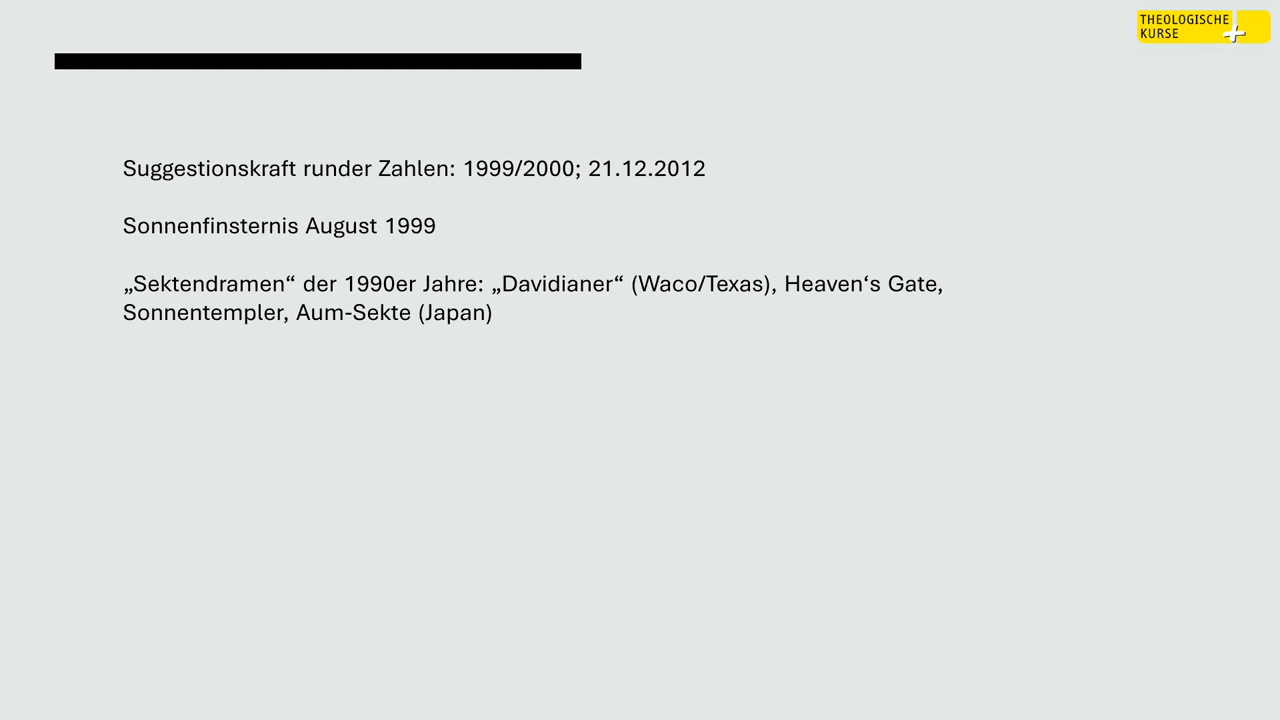 THEOLOGISCHE
KURSE
Suggestionskraft runder Zahlen: 1999/2000; 21.12.2012
Sonnenfinsternis August 1999
„Sektendramen“ der 1990er Jahre: „Davidianer“ (Waco/Texas), Heaven‘s Gate,
Sonnentempler, Aum-Sekte (Japan)